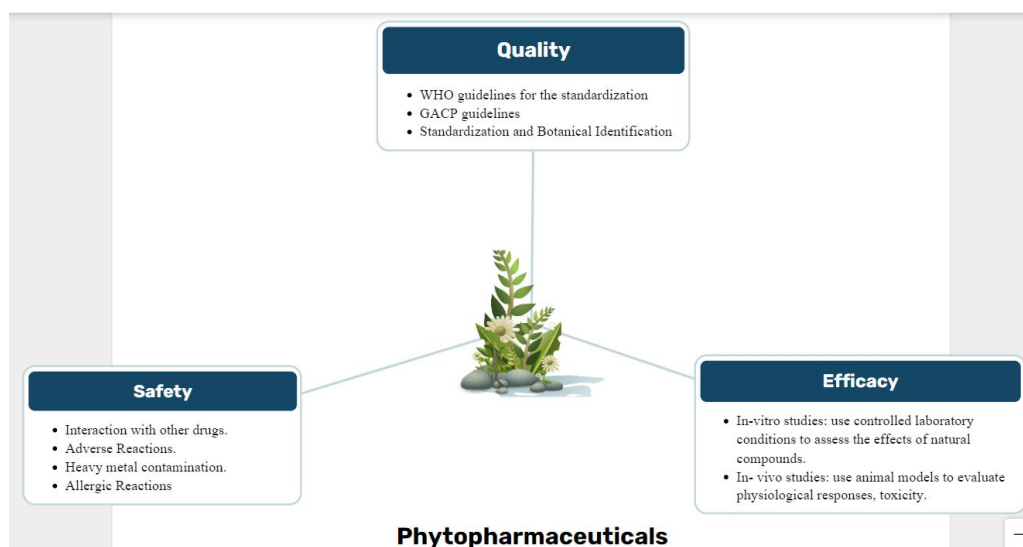 Quality
• WHO guidelines for the standardization
• GACP guidelines
• Standardization and Botanical Identification
Safety
• Interaction with other drugs.
• Adverse Reactions.
• Heavy metal contamination.
• Allergic Reactions
Efficacy
• In-vitro studies: use controlled laboratory
conditions to assess the effects of natural
compounds.
• In- vivo studies: use animal models to evaluate
physiological responses, toxicity.
Phytopharmaceuticals